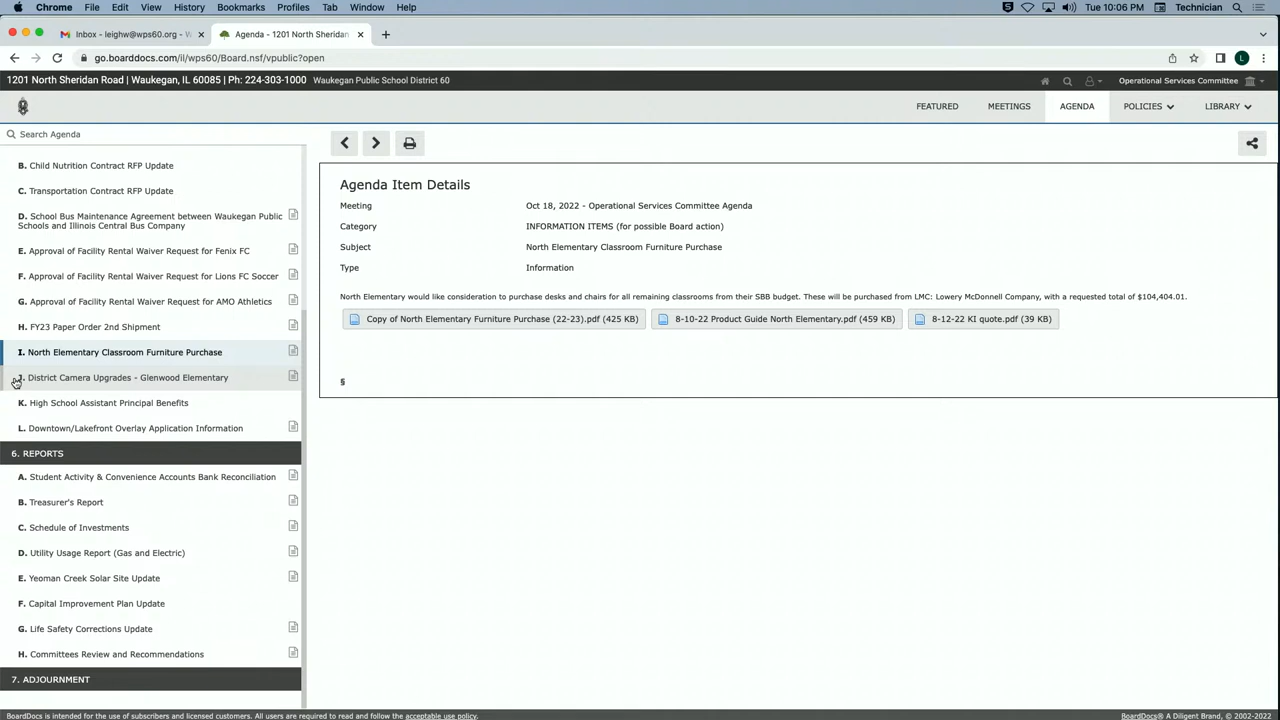 Chrome File Edit View History Bookmarks Profiles Tab Window Help Tue 10:06 PM Technician
Inbox - leighw@wps60.org - W Agenda - 1201 North Sheridan
go.boarddocs.com/il/wps60/Board.nsf/vpublic?open
1201 North Sheridan Road | Waukegan, IL 60085 | Ph: 224-303-1000 Waukegan Public School District 60 Operational Services Committee
FEATURED MEETINGS AGENDA POLICIES LIBRARY
Search Agenda
B. Child Nutrition Contract RFP Update
C. Transportation Contract RFP Update
D. School Bus Maintenance Agreement between Waukegan Public
Schools and Illinois Central Bus Company
E. Approval of Facility Rental Waiver Request for Fenix FC
F. Approval of Facility Rental Waiver Request for Lions FC Soccer
G. Approval of Facility Rental Waiver Request for AMO Athletics
H. FY23 Paper Order 2nd Shipment
I. North Elementary Classroom Furniture Purchase
J. District Camera Upgrades - Glenwood Elementary
K. High School Assistant Principal Benefits
L. Downtown/Lakefront Overlay Application Information
6. REPORTS
A. Student Activity & Convenience Accounts Bank Reconciliation
B. Treasurer's Report
C. Schedule of Investments
D. Utility Usage Report (Gas and Electric)
E. Yeoman Creek Solar Site Update
F. Capital Improvement Plan Update
G. Life Safety Corrections Update
H. Committees Review and Recommendations
7. ADJOURNMENT
Agenda Item Details
Meeting Oct 18, 2022 - Operational Services Committee Agenda
Category INFORMATION ITEMS (for possible Board action)
Subject North Elementary Classroom Furniture Purchase
Type Information
North Elementary would like consideration to purchase desks and chairs for all remaining classrooms from their SBB budget. These will be purchased from LMC: Lowery McDonnell Company, with a requested total of $104,404.01.
Copy of North Elementary Furniture Purchase (22-23).pdf (425 KB) 8-10-22 Product Guide North Elementary.pdf (459 KB) 8-12-22 KI quote.pdf (39 KB)
§
BoardDocs is intended for the use of subscribers and licensed customers. All users are required to read and follow the acceptable use policy. BoardDocs® A Diligent Brand, © 2002-2022